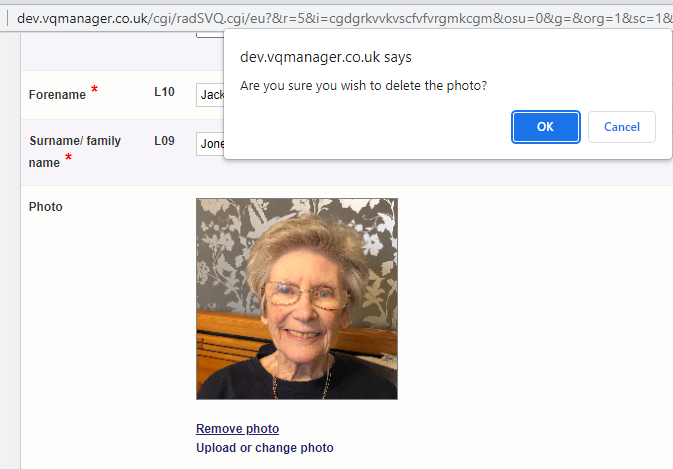 dev.vqmanager.co.uk/cgi/radSVQ.cgi/eu?&r=5&i=cgdgrkvvkvscfvfvrgmkcgm&osu=0&g=&org=1&sc=1&
dev.vqmanager.co.uk says
Are you sure you wish to delete the photo?
OK
Cancel
Forename *
L10
Jack
Surname/ family
name *
L09
Jone
Photo
Remove photo
Upload or change photo